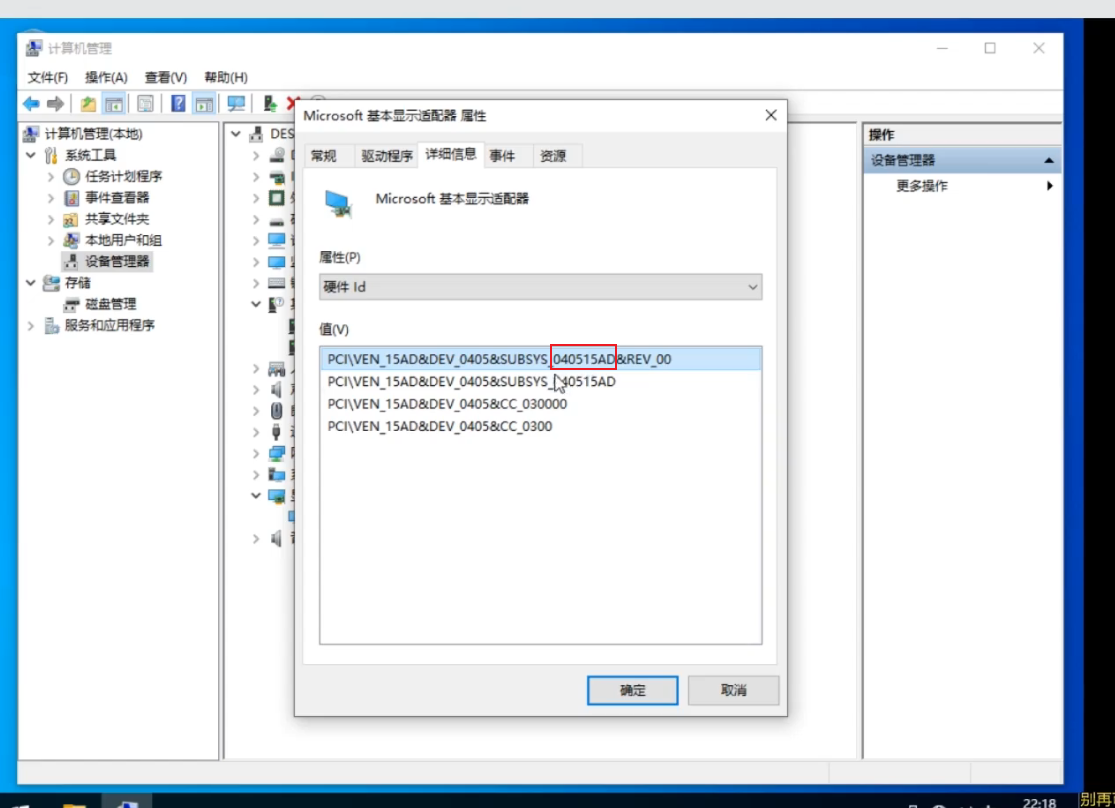 计算机管理
文件(F) 操作(A) 查看(V) 帮助(H)
计算机管理(本地)
系统工具
任务计划程序
事件查看器
共享文件夹
本地用户和组
设备管理器
存储
磁盘管理
服务和应用程序
DES
Microsoft 基本显示适配器 属性
常规 驱动程序 详细信息 事件 资源
Microsoft 基本显示适配器
属性(P)
硬件 Id
值(V)
PCI\VEN_15AD&DEV_0405&SUBSYS_040515AD&REV_00
PCI\VEN_15AD&DEV_0405&SUBSYS_040515AD
PCI\VEN_15AD&DEV_0405&CC_030000
PCI\VEN_15AD&DEV_0405&CC_0300
确定 取消
操作
设备管理器
更多操作
22:18
别再